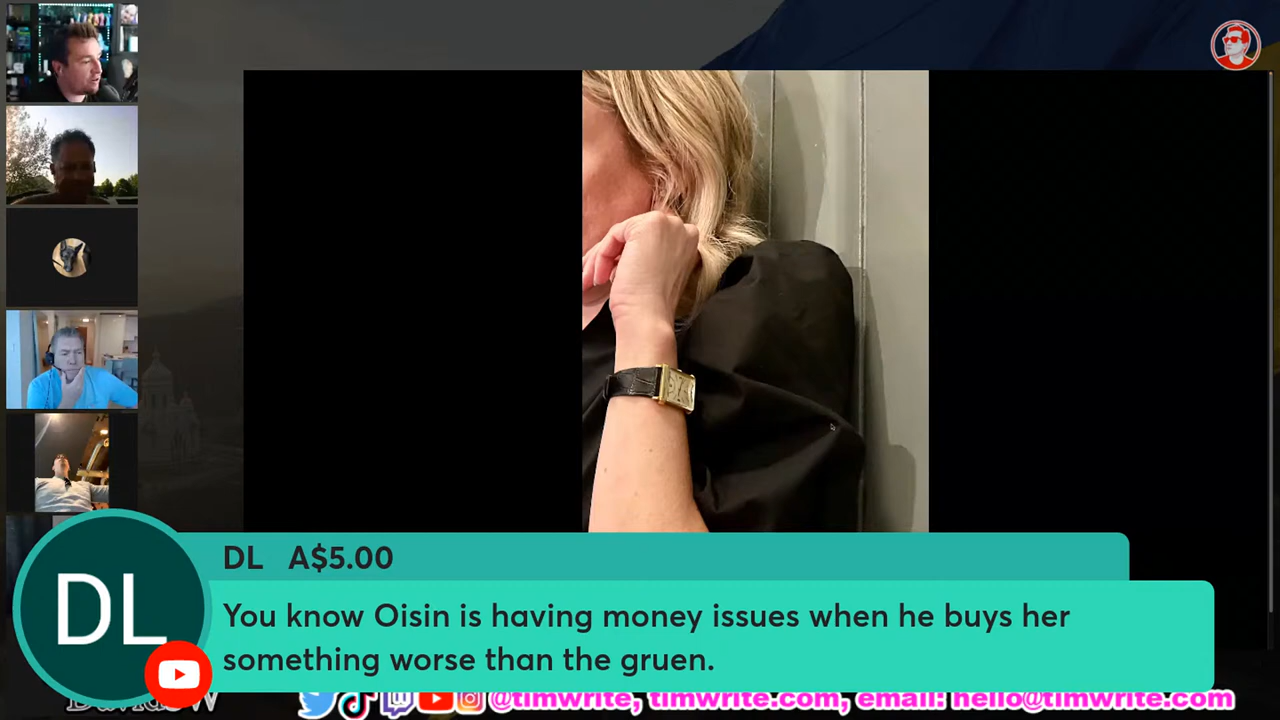 DL A$5.00
You know Oisin is having money issues when he buys her
something worse than the gruen.
DL
@timwrite, timwrite.com, email: hello@timwrite.com